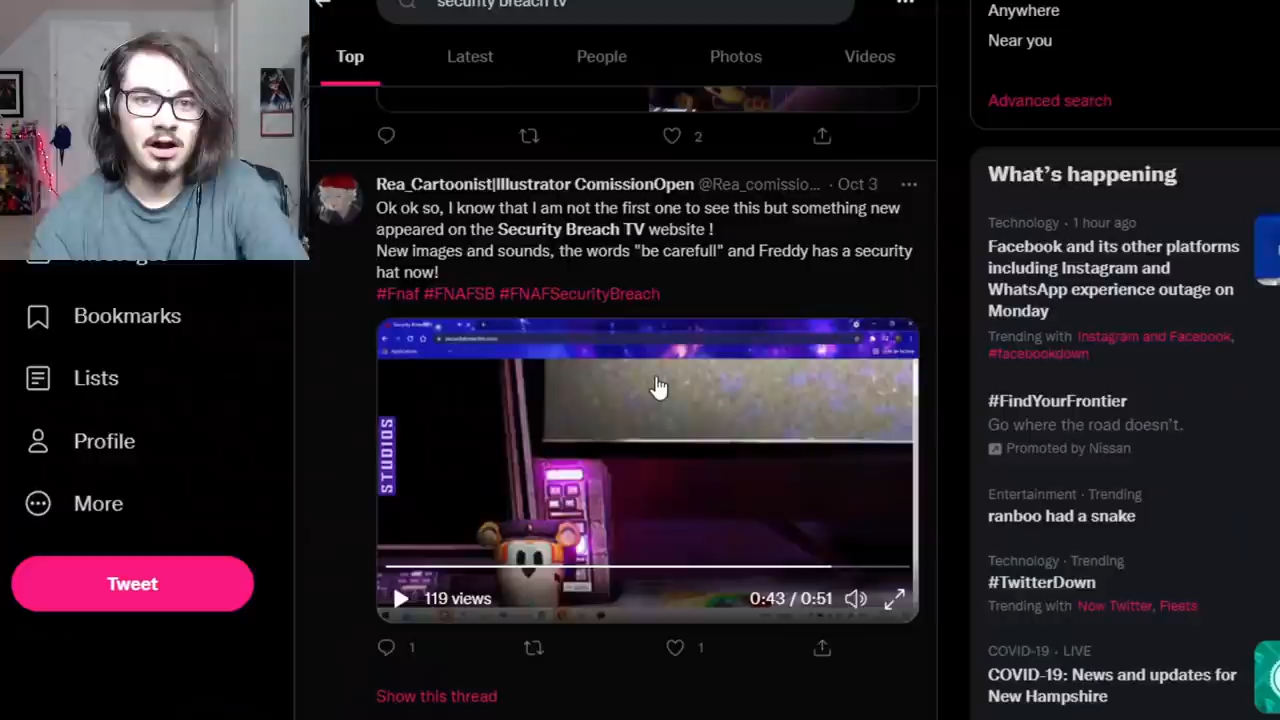 security breach tv
Top
Latest
People
Photos
Videos
2
Rea_Cartoonist|Illustrator ComissionOpen @Rea_comissio... · Oct 3
Ok ok so, I know that I am not the first one to see this but something new
appeared on the Security Breach TV website !
New images and sounds, the words "be carefull" and Freddy has a security
hat now!
#Fnaf #FNAFSB #FNAFSecurityBreach
STUDIOS
119 views
0:43 / 0:51
1
1
Show this thread
Bookmarks
Lists
Profile
More
Tweet
Anywhere
Near you
Advanced search
What's happening
Technology · 1 hour ago
Facebook and its other platforms
including Instagram and
WhatsApp experience outage on
Monday
Trending with Instagram and Facebook,
#facebookdown
#FindYourFrontier
Go where the road doesn't.
Promoted by Nissan
Entertainment · Trending
ranboo had a snake
Technology · Trending
#TwitterDown
Trending with Now Twitter, Fleets
COVID-19 · LIVE
COVID-19: News and updates for
New Hampshire